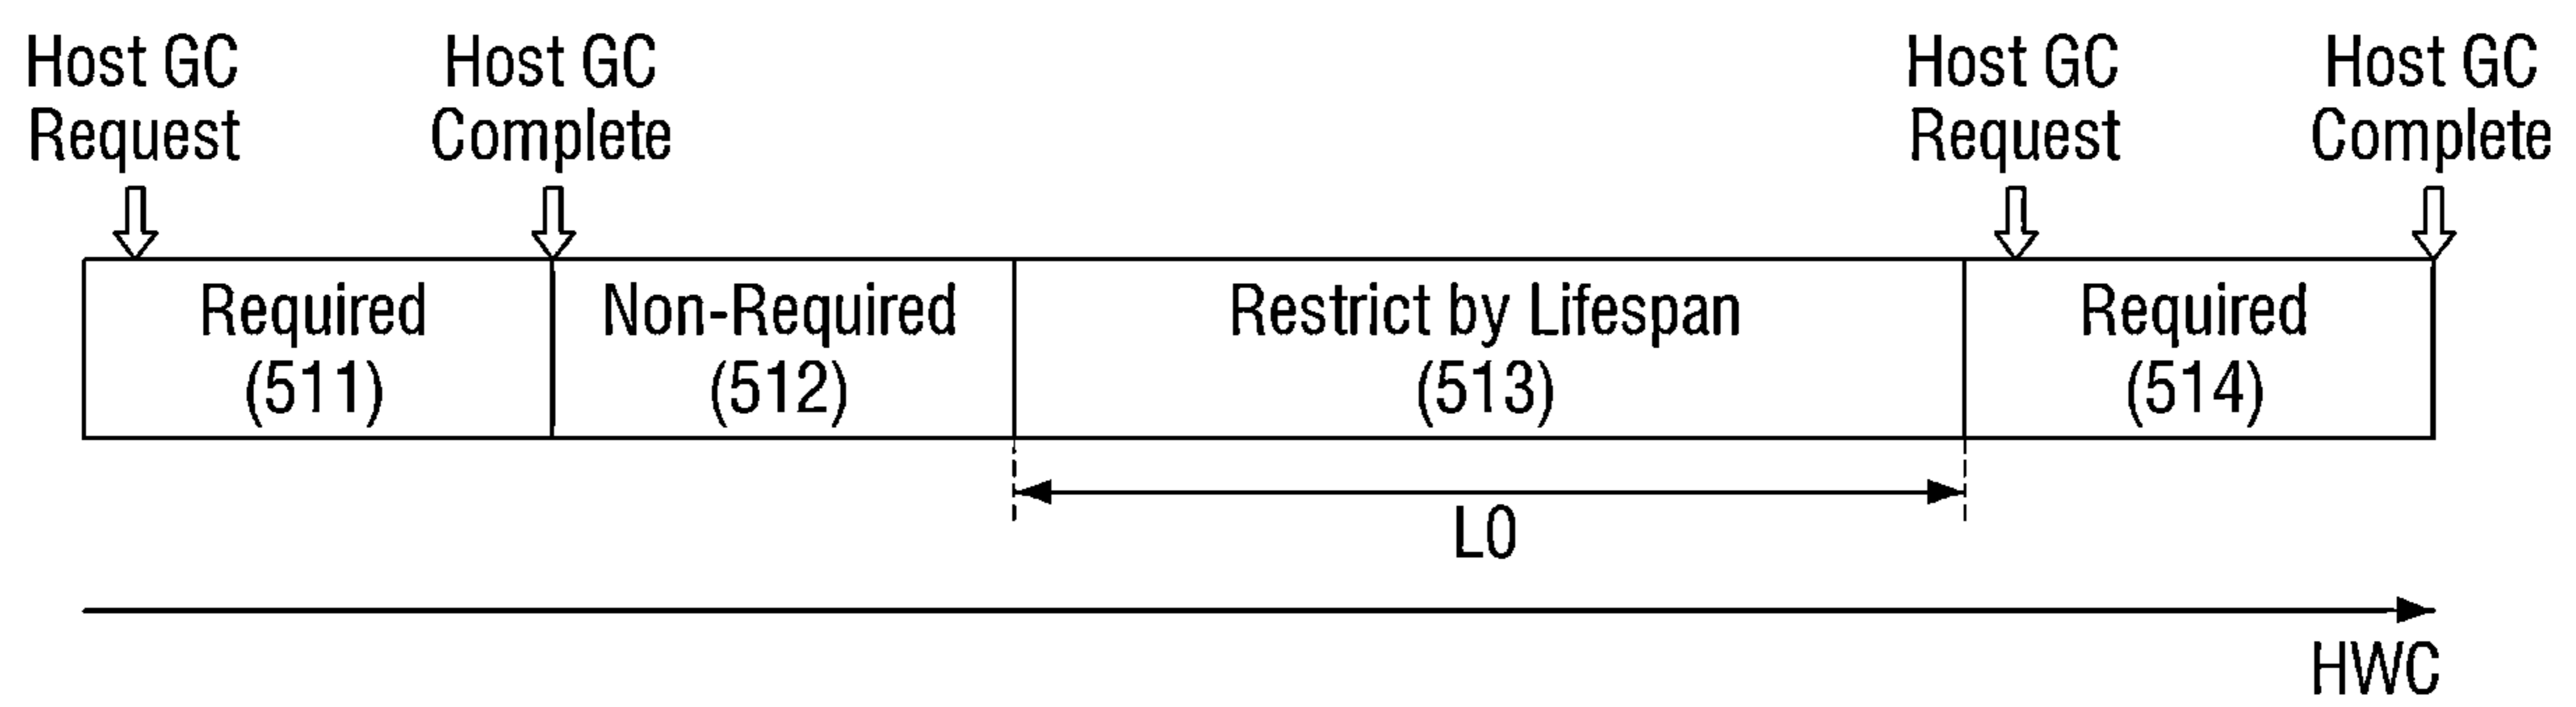 Host GC
Request
Host GC
Complete
Host GC
Request
Host GC
Complete
Required
(511)
Non-Required
(512)
Restrict by Lifespan
(513)
Required
(514)
L0
HWC